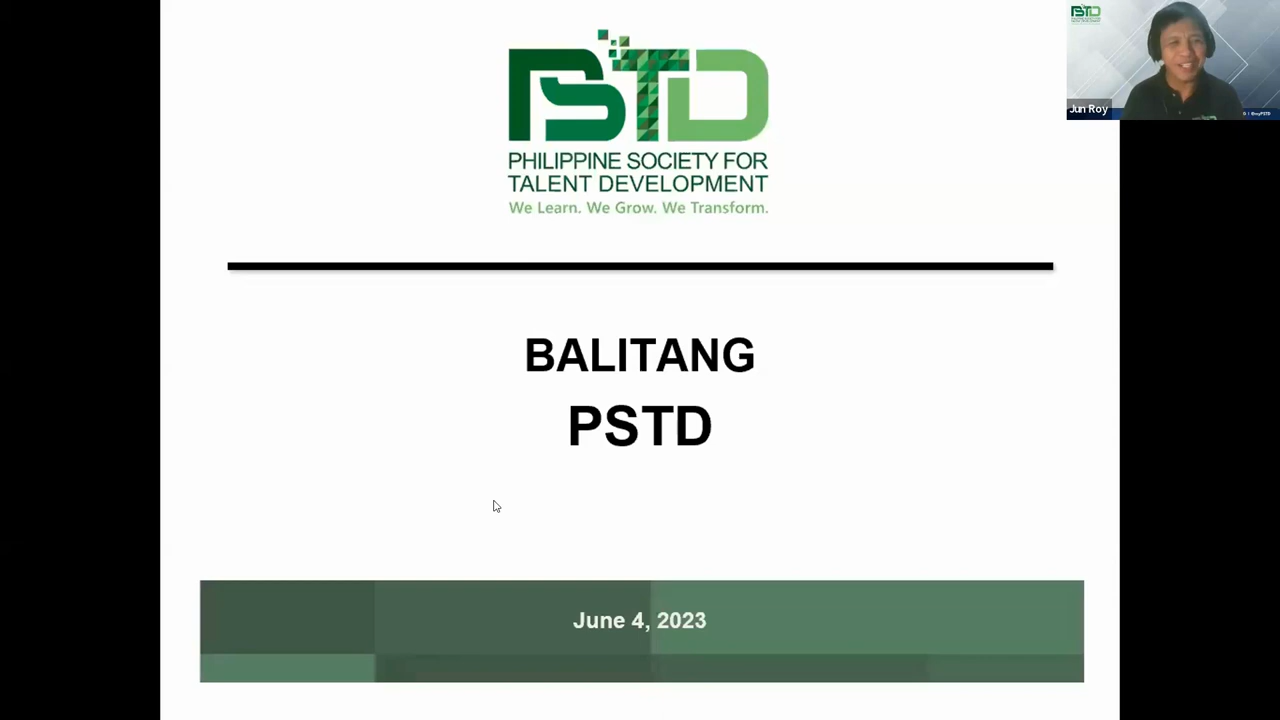 PSTD
PHILIPPINE SOCIETY FOR
TALENT DEVELOPMENT
We Learn. We Grow. We Transform.
BALITANG
PSTD
June 4, 2023
PSTD
Jun Roy